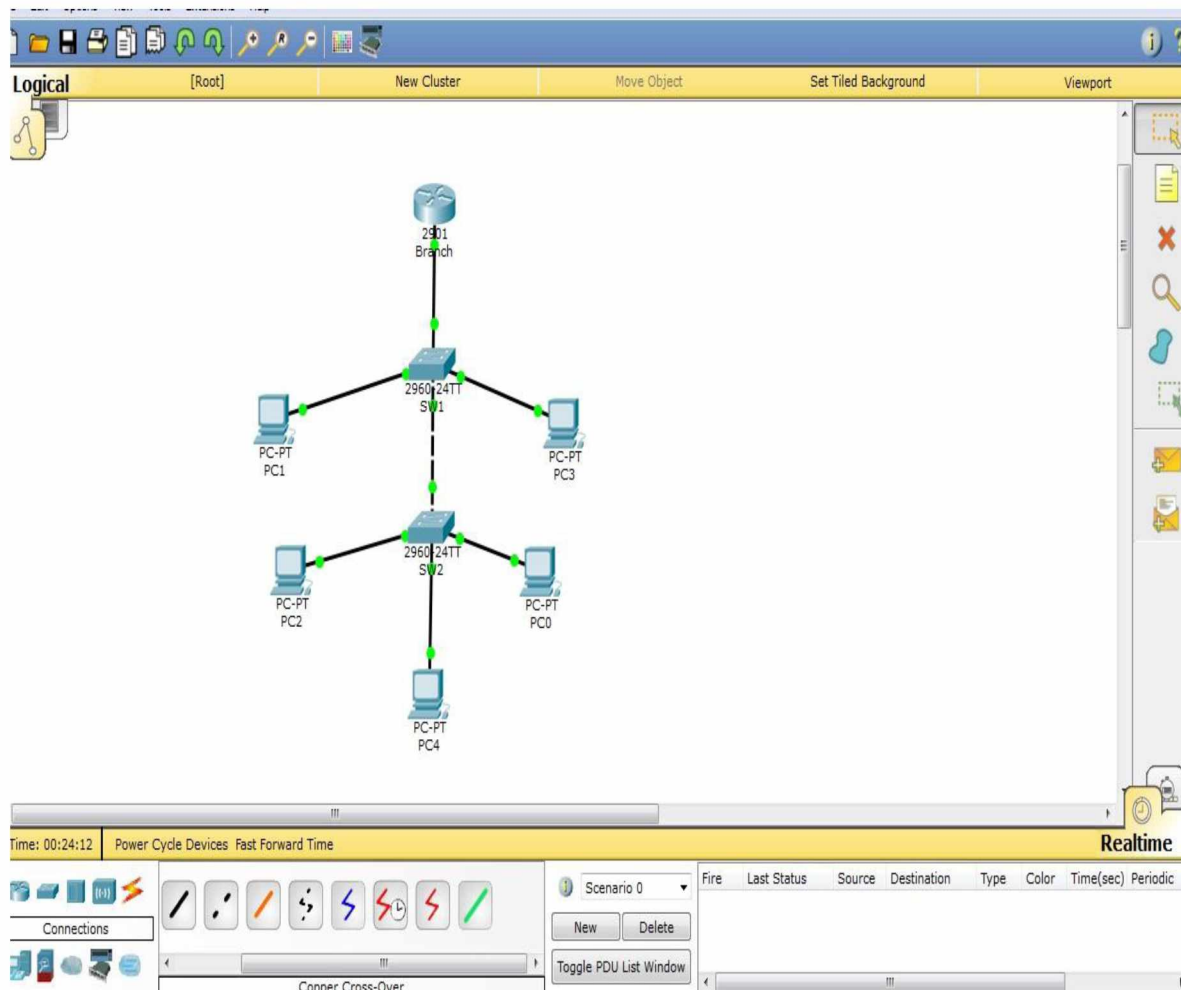 Logical
[Root]
New Cluster
Move Object
Set Tiled Background
Viewport
2901
Branch
2960-24TT
SW1
PC-PT
PC1
PC-PT
PC3
2960-24TT
SW2
PC-PT
PC2
PC-PT
PC0
PC-PT
PC4
Time: 00:24:12
Power Cycle Devices Fast Forward Time
Realtime
Connections
Copper Cross-Over
Scenario 0
New
Delete
Toggle PDU List Window
Fire
Last Status
Source
Destination
Type
Color
Time(sec)
Periodic